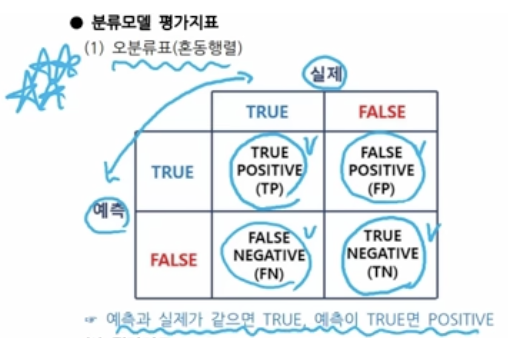 ● 분류모델 평가지표
(1) 오분류표(혼동행렬)
실제
TRUE FALSE
TRUE
TRUE POSITIVE (TP)
FALSE POSITIVE (FP)
예측
FALSE
FALSE NEGATIVE (FN)
TRUE NEGATIVE (TN)
☞ 예측과 실제가 같으면 TRUE, 예측이 TRUE면 POSITIVE